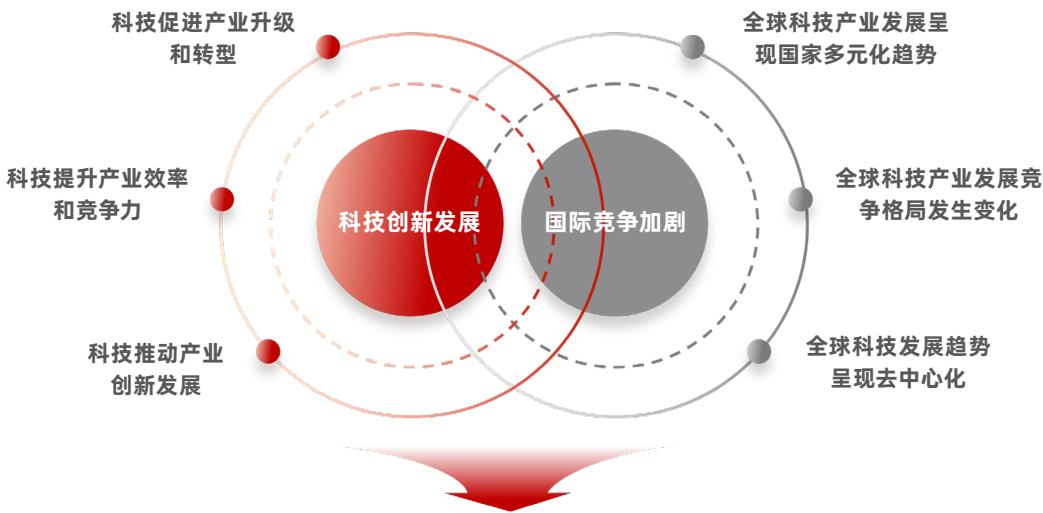 科技促进产业升级
和转型
科技提升产业效率
和竞争力
科技推动产业
创新发展
科技创新发展
国际竞争加剧
全球科技产业发展呈
现国家多元化趋势
全球科技产业发展竞
争格局发生变化
全球科技发展趋势
呈现去中心化